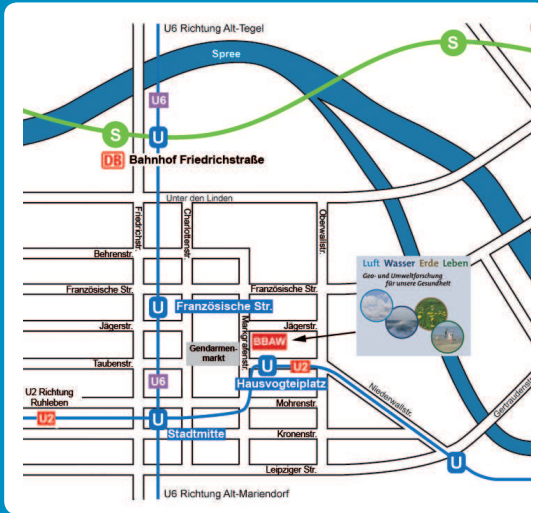 U6 Richtung Alt-Tegel
S
Spree
U6
S
U
DB Bahnhof Friedrichstraße
Unter den Linden
Friedrichstr.
Charlottenstr.
Oberwallstr.
Behrenstr.
Luft Wasser Erde Leben
Geo- und Umweltforschung
für unsere Gesundheit
Französische Str.
Französische Str.
U
Französische Str.
Markgrafenstr.
Jägerstr.
Jägerstr.
BBAW
Gendarmen-
markt
Taubenstr.
U
U2
U6
Hausvogteiplatz
U2 Richtung
Ruhleben
Niederwallstr.
Gertraudenstr.
Mohrenstr.
U2
U
Stadtmitte
Kronenstr.
U
Leipziger Str.
U6 Richtung Alt-Mariendorf